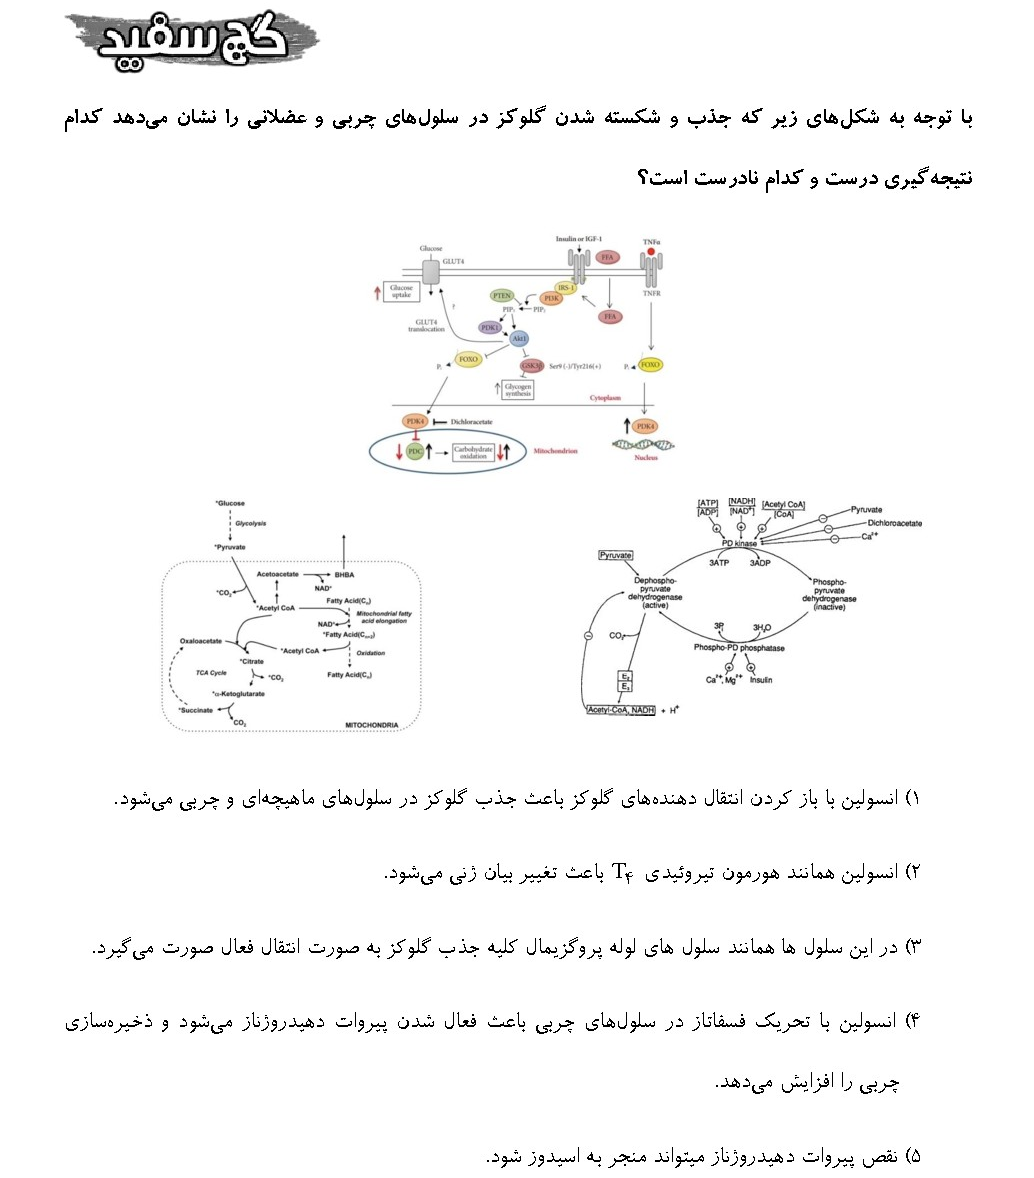 گچ سفید
با توجه به شکل‌های زیر که جذب و شکسته شدن گلوکز در سلول‌های چربی و عضلانی را نشان می‌دهد کدام
نتیجه‌گیری درست و کدام نادرست است؟
Insulin or IGF-1
TNFα
Glucose
GLUT4
FFA
IRS-1
Glucose
uptake
PTEN
PDK
TNFR
PIP₃
PIP₂
FFA
?
GLUT4
translocation
PDK1
Akt1
FOXO
Pᵢ
GSK3β
Ser9 (-)/Tyr216(+)
Pᵢ
FOXO
Glycogen
synthesis
Cytoplasm
PDK4
Dichloracetate
PDK4
PDC
Carbohydrate
oxidation
Mitochondrion
Nucleus
*Glucose
Glycolysis
*Pyruvate
Acetoacetate
BHBA
NAD⁺
*CO₂
Fatty Acid(Cₙ)
*Acetyl CoA
Mitochondrial fatty
acid elongation
NAD⁺
*Fatty Acid(Cₙ₊₂)
Oxaloacetate
*Acetyl CoA
Oxidation
*Citrate
TCA Cycle
*CO₂
Fatty Acid(Cₙ)
*α-Ketoglutarate
*Succinate
CO₂
MITOCHONDRIA
[ATP]
[ADP]
[NADH]
[NAD⁺]
[Acetyl CoA]
[CoA]
Pyruvate
Dichloroacetate
Ca²⁺
PD kinase
Pyruvate
3ATP
3ADP
Dephospho-
pyruvate
dehydrogenase
(active)
Phospho-
pyruvate
dehydrogenase
(inactive)
3Pᵢ
3H₂O
CO₂
Phospho-PD phosphatase
E₂
E₃
Ca²⁺, Mg²⁺
Insulin
Acetyl-CoA, NADH + H⁺
۱) انسولین با باز کردن انتقال دهنده‌های گلوکز باعث جذب گلوکز در سلول‌های ماهیچه‌ای و چربی می‌شود.
۲) انسولین همانند هورمون تیروئیدی T۴ باعث تغییر بیان ژنی می‌شود.
۳) در این سلول ها همانند سلول های لوله پروگزیمال کلیه جذب گلوکز به صورت انتقال فعال صورت می‌گیرد.
۴) انسولین با تحریک فسفاتاز در سلول‌های چربی باعث فعال شدن پیروات دهیدروژناز می‌شود و ذخیره‌سازی
چربی را افزایش می‌دهد.
۵) نقص پیروات دهیدروژناز میتواند منجر به اسیدوز شود.